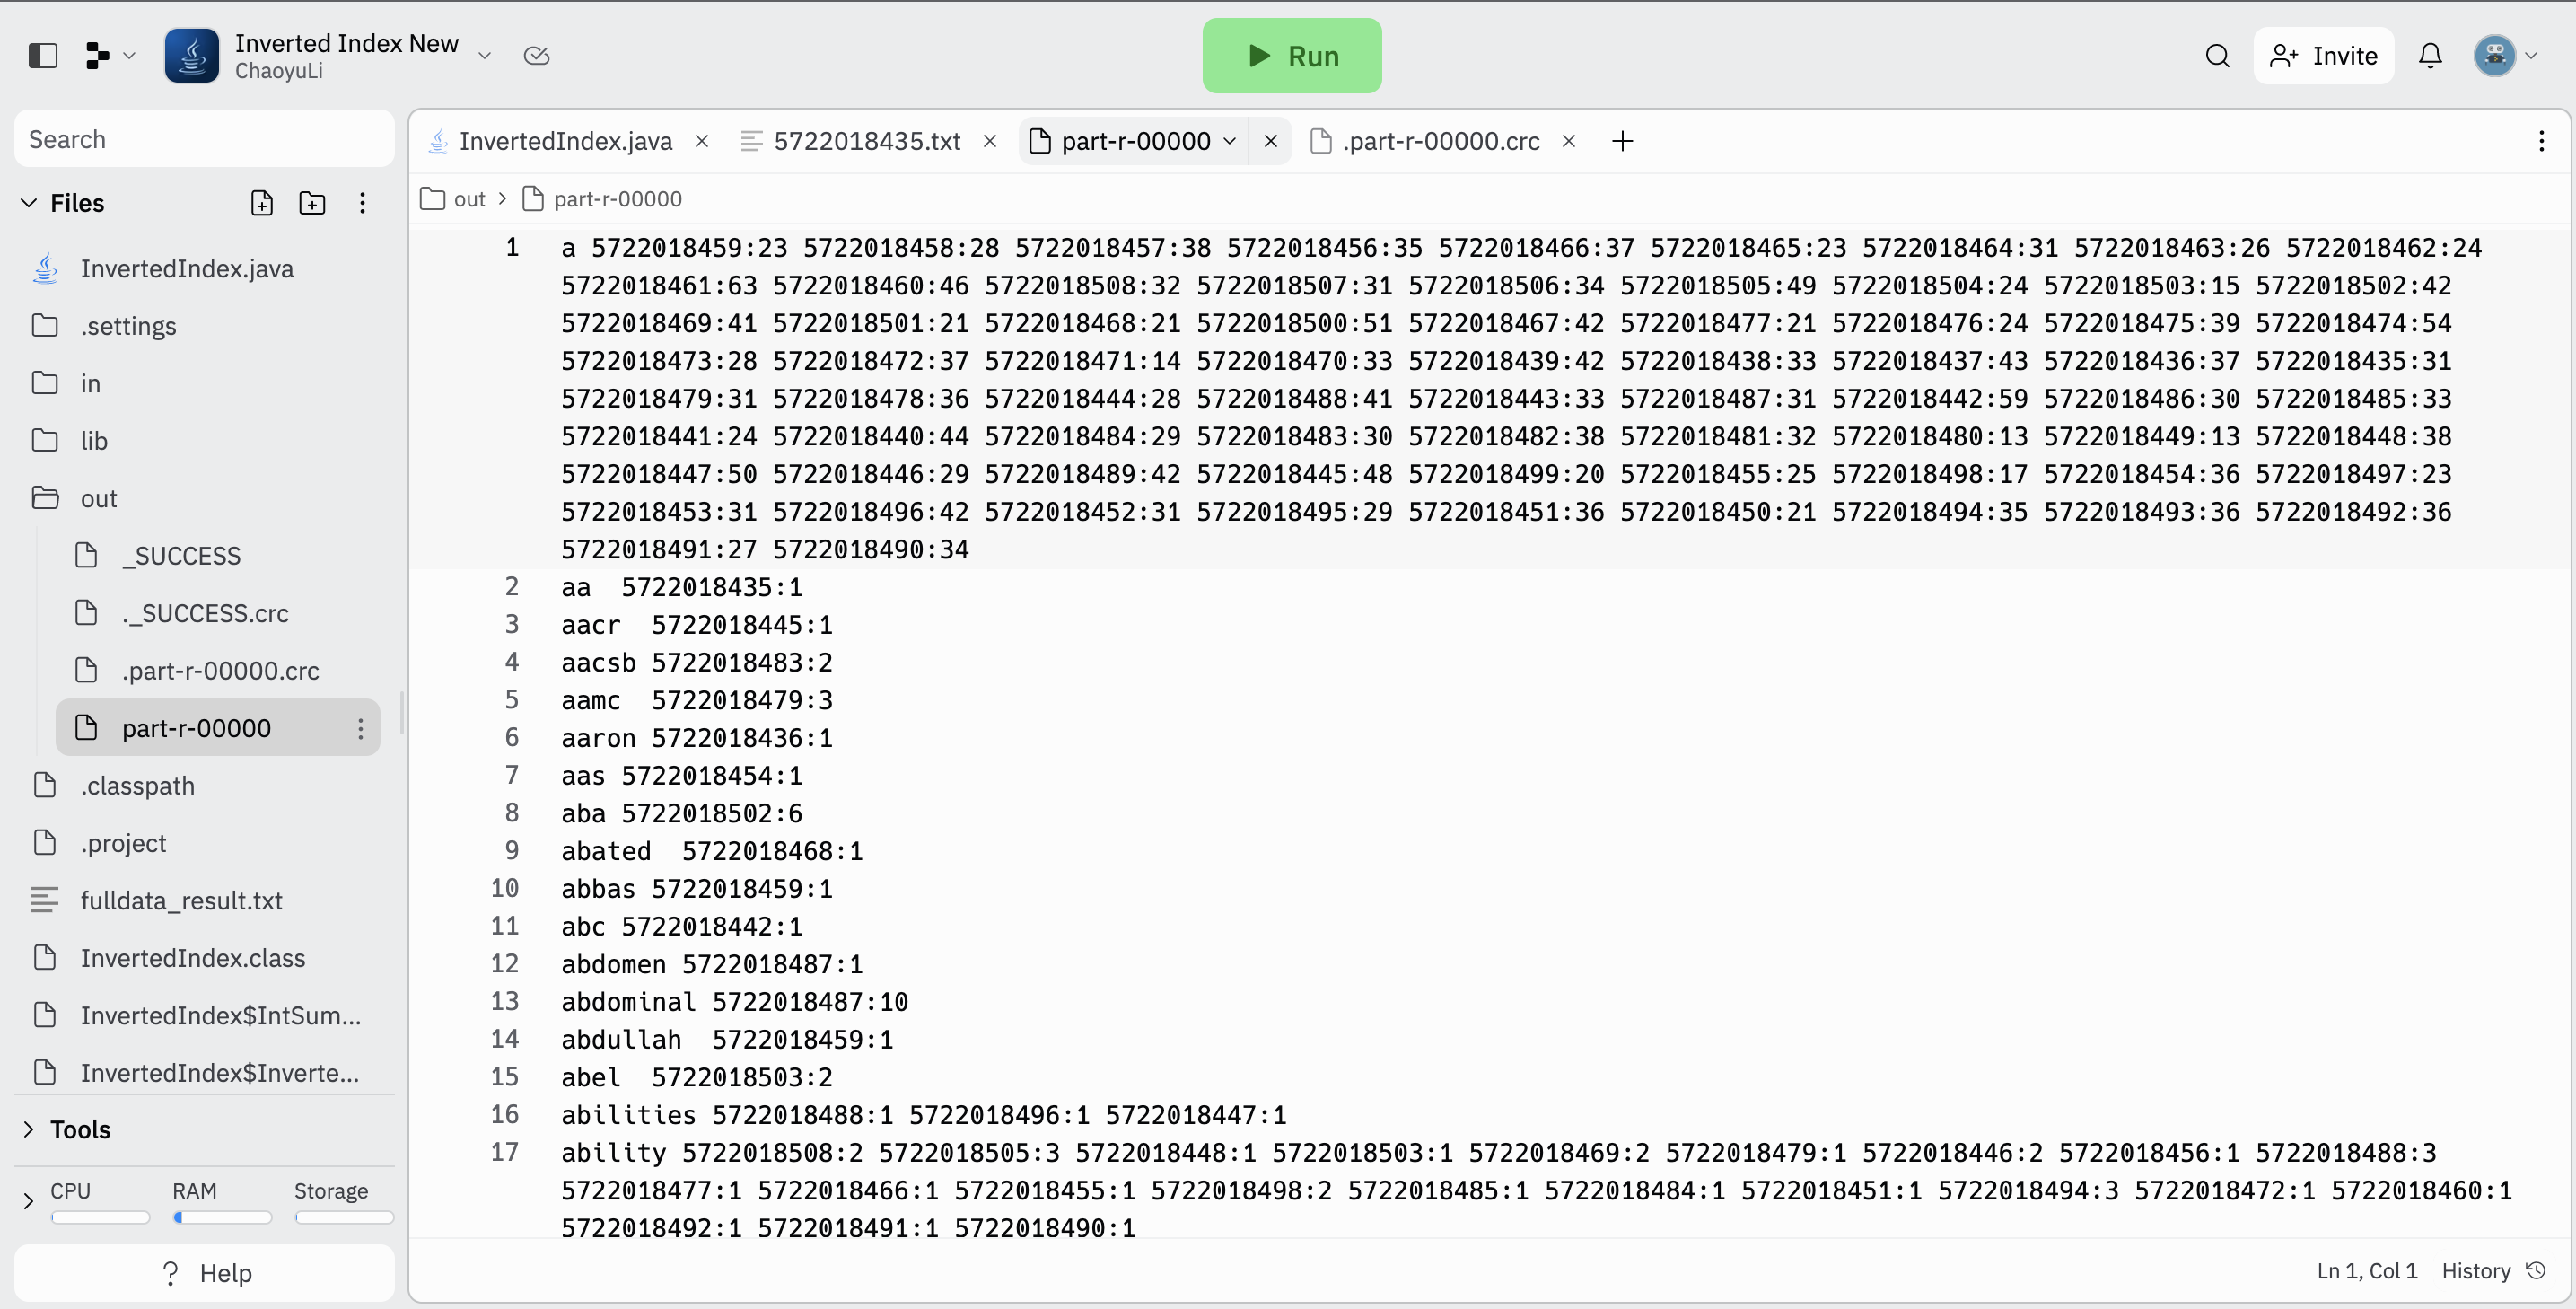 Inverted Index New
ChaoyuLi
Run
Invite
Search
Files
InvertedIndex.java
.settings
in
lib
out
_SUCCESS
._SUCCESS.crc
.part-r-00000.crc
part-r-00000
.classpath
.project
fulldata_result.txt
InvertedIndex.class
InvertedIndex$IntSum...
InvertedIndex$Inverte...
Tools
CPU RAM Storage
? Help
InvertedIndex.java 5722018435.txt part-r-00000 .part-r-00000.crc
out > part-r-00000
1 a 5722018459:23 5722018458:28 5722018457:38 5722018456:35 5722018466:37 5722018465:23 5722018464:31 5722018463:26 5722018462:24
5722018461:63 5722018460:46 5722018508:32 5722018507:31 5722018506:34 5722018505:49 5722018504:24 5722018503:15 5722018502:42
5722018469:41 5722018501:21 5722018468:21 5722018500:51 5722018467:42 5722018477:21 5722018476:24 5722018475:39 5722018474:54
5722018473:28 5722018472:37 5722018471:14 5722018470:33 5722018439:42 5722018438:33 5722018437:43 5722018436:37 5722018435:31
5722018479:31 5722018478:36 5722018444:28 5722018488:41 5722018443:33 5722018487:31 5722018442:59 5722018486:30 5722018485:33
5722018441:24 5722018440:44 5722018484:29 5722018483:30 5722018482:38 5722018481:32 5722018480:13 5722018449:13 5722018448:38
5722018447:50 5722018446:29 5722018489:42 5722018445:48 5722018499:20 5722018455:25 5722018498:17 5722018454:36 5722018497:23
5722018453:31 5722018496:42 5722018452:31 5722018495:29 5722018451:36 5722018450:21 5722018494:35 5722018493:36 5722018492:36
5722018491:27 5722018490:34
2 aa 5722018435:1
3 aacr 5722018445:1
4 aacsb 5722018483:2
5 aamc 5722018479:3
6 aaron 5722018436:1
7 aas 5722018454:1
8 aba 5722018502:6
9 abated 5722018468:1
10 abbas 5722018459:1
11 abc 5722018442:1
12 abdomen 5722018487:1
13 abdominal 5722018487:10
14 abdullah 5722018459:1
15 abel 5722018503:2
16 abilities 5722018488:1 5722018496:1 5722018447:1
17 ability 5722018508:2 5722018505:3 5722018448:1 5722018503:1 5722018469:2 5722018479:1 5722018446:2 5722018456:1 5722018488:3
5722018477:1 5722018466:1 5722018455:1 5722018498:2 5722018485:1 5722018484:1 5722018451:1 5722018494:3 5722018472:1 5722018460:1
5722018492:1 5722018491:1 5722018490:1
Ln 1, Col 1 History